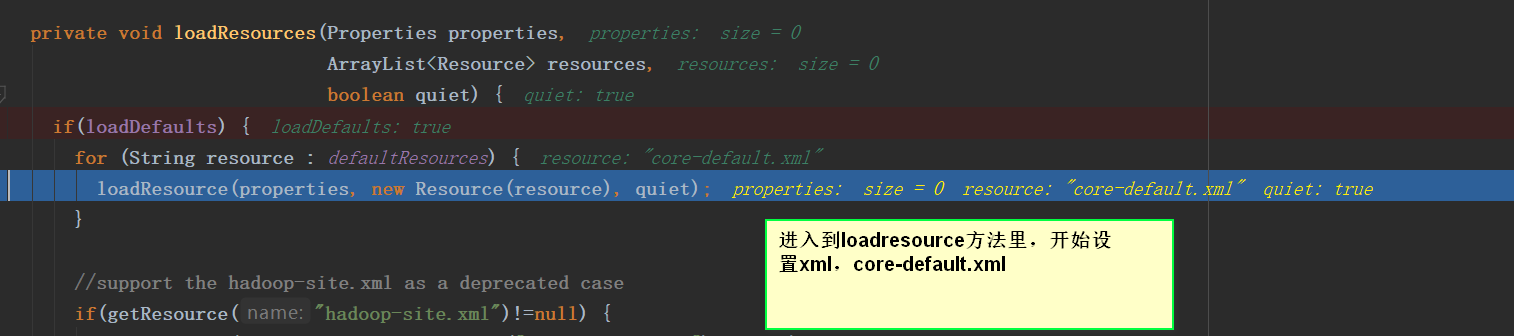 private void loadResources(Properties properties, properties: size = 0
ArrayList<Resource> resources, resources: size = 0
boolean quiet) { quiet: true
if(loadDefaults) { loadDefaults: true
for (String resource : defaultResources) { resource: "core-default.xml"
loadResource(properties, new Resource(resource), quiet); properties: size = 0 resource: "core-default.xml" quiet: true
}
进入到loadresource方法里，开始设
置xml，core-default.xml
//support the hadoop-site.xml as a deprecated case
if(getResource( name: "hadoop-site.xml")!=null) {